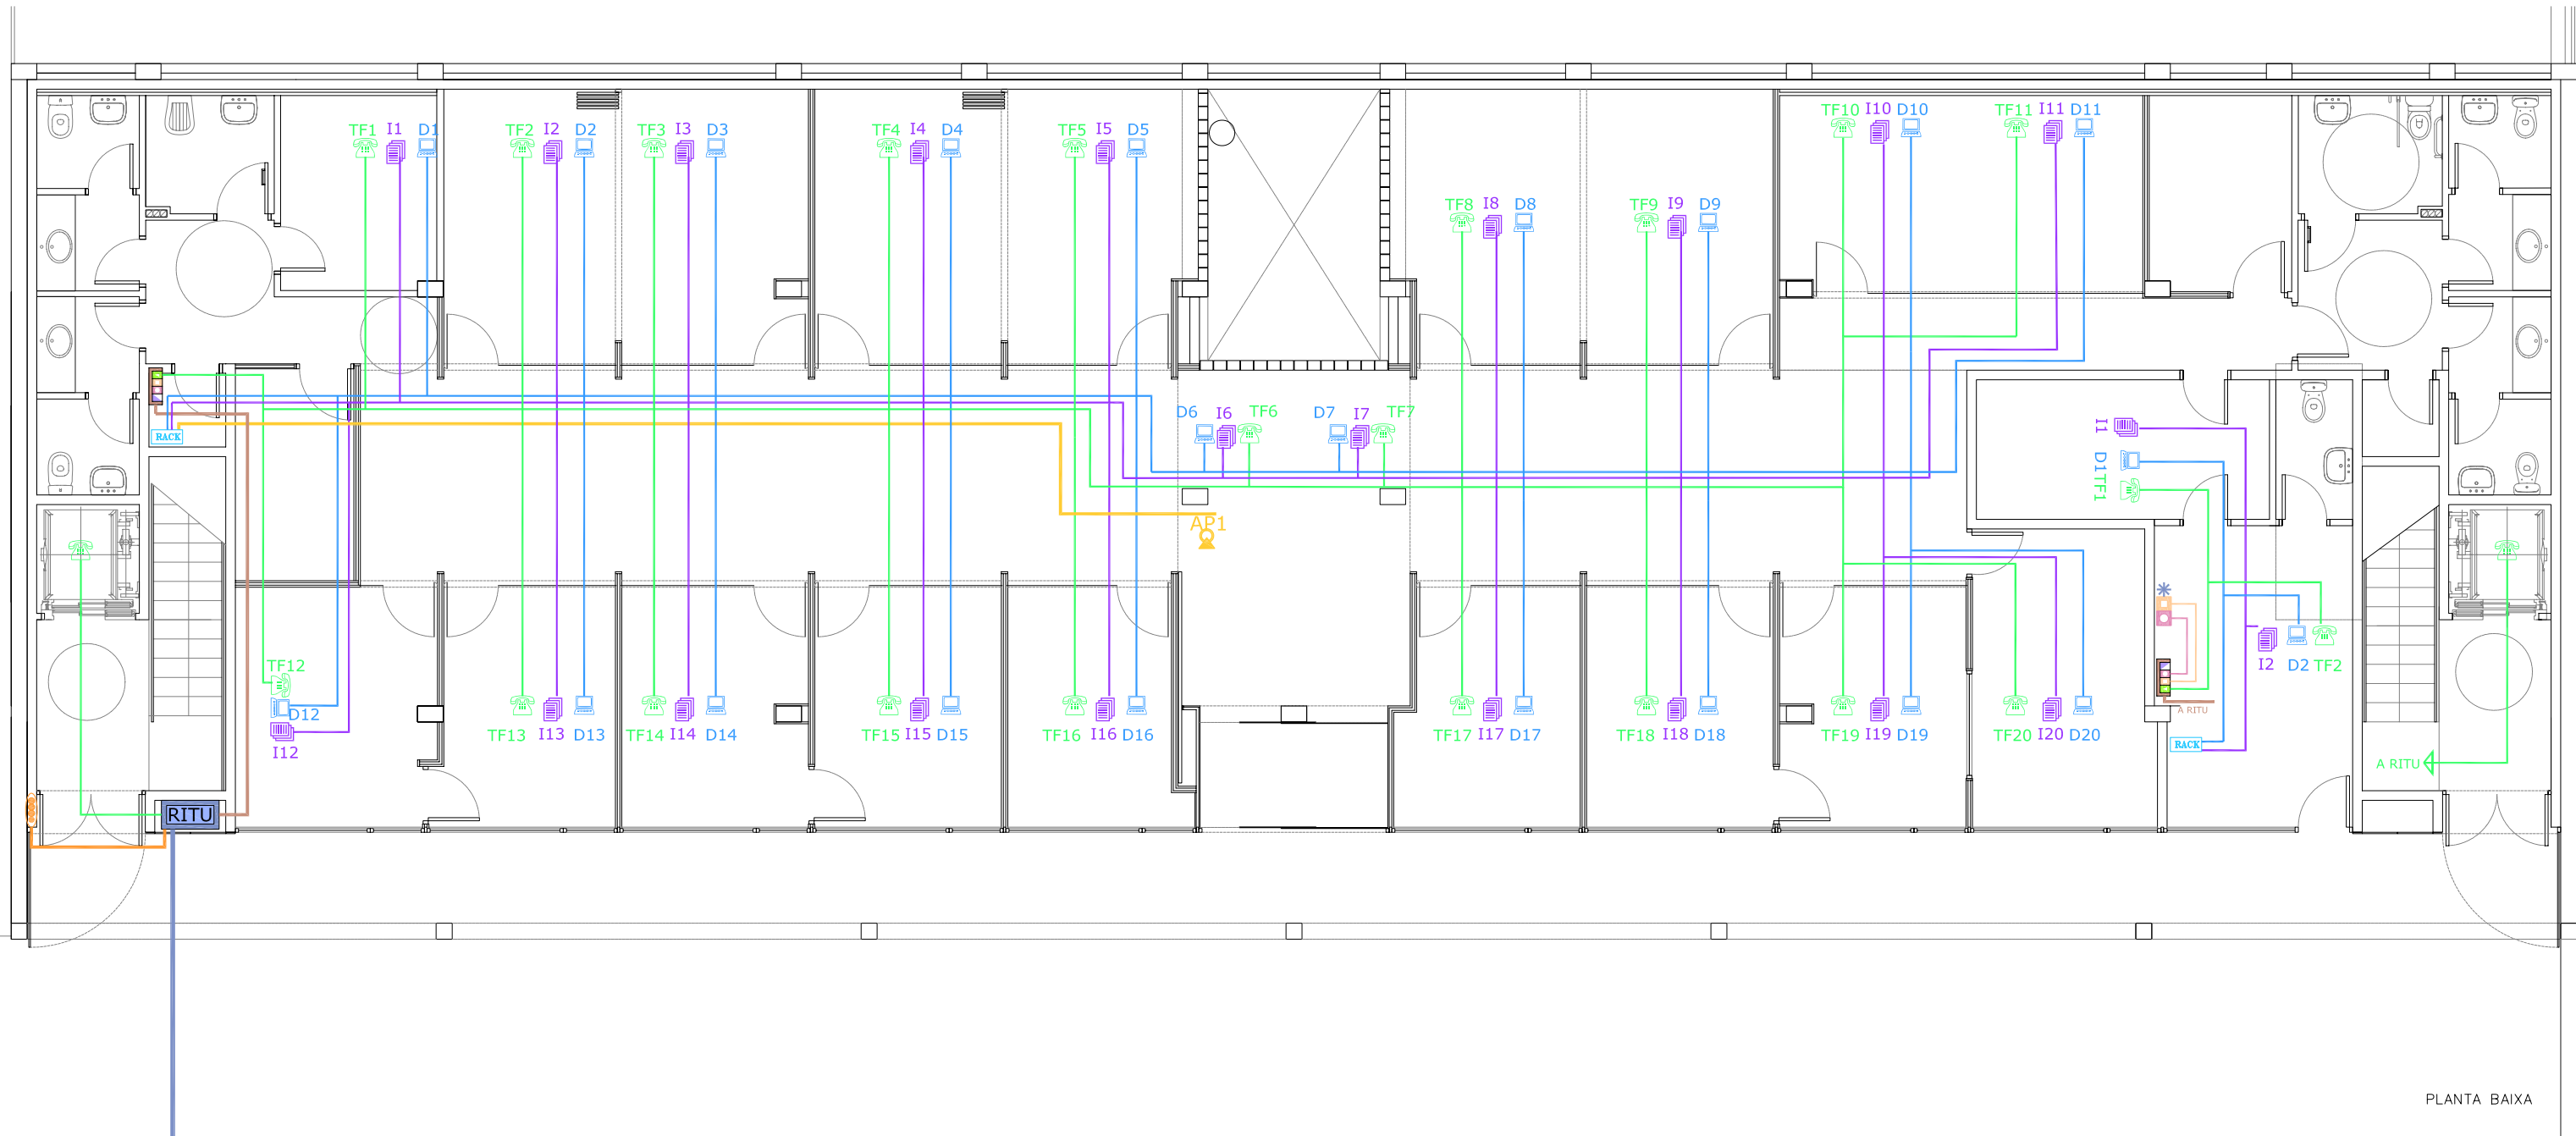 TF10 I10 D10 TF11 I11 D11
TF1 I1 D1 TF2 I2 D2 TF3 I3 D3 TF4 I4 D4 TF5 I5 D5
TF8 I8 D8 TF9 I9 D9
D6 I6 TF6 D7 I7 TF7
RACK
I1
D1
TF1
AP1
TF12
D12
I12
I2 D2 TF2
A RITU
TF13 I13 D13 TF14 I14 D14 TF15 I15 D15 TF16 I16 D16 TF17 I17 D17 TF18 I18 D18 TF19 I19 D19 TF20 I20 D20
RACK
A RITU
RITU
PLANTA BAIXA